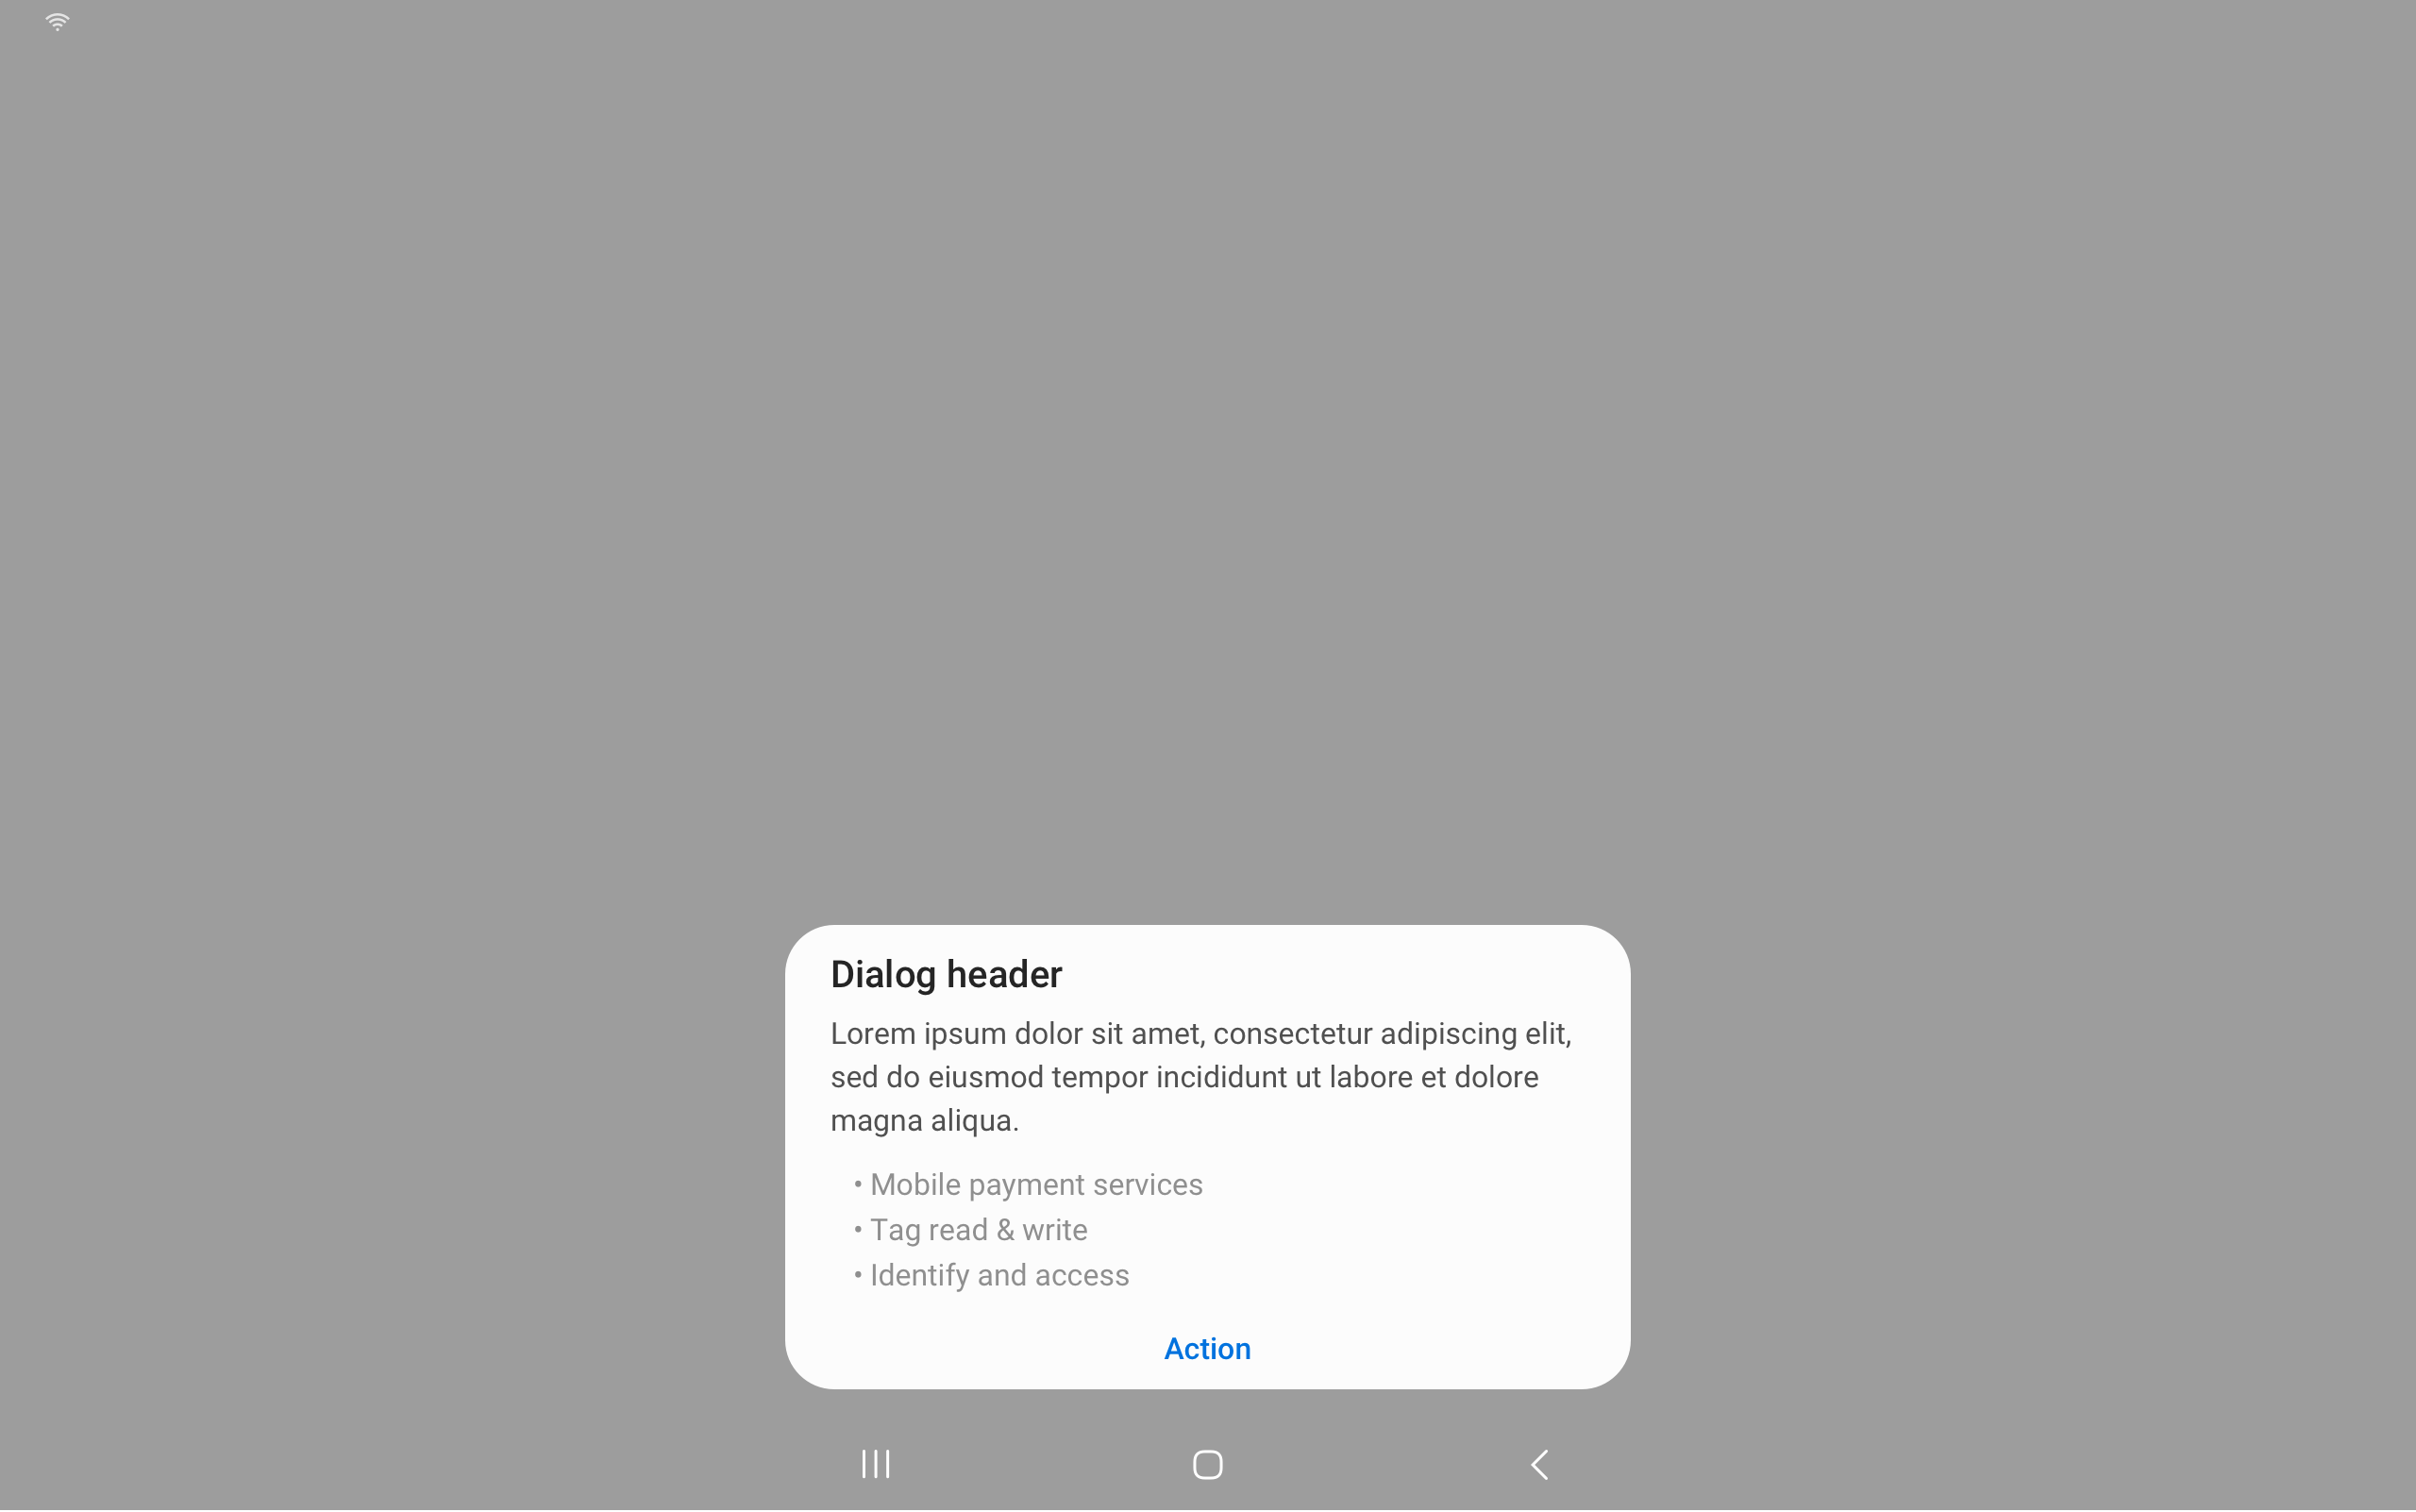 Dialog header
Lorem ipsum dolor sit amet, consectetur adipiscing elit,
sed do eiusmod tempor incididunt ut labore et dolore
magna aliqua.
• Mobile payment services
• Tag read & write
• Identify and access
Action